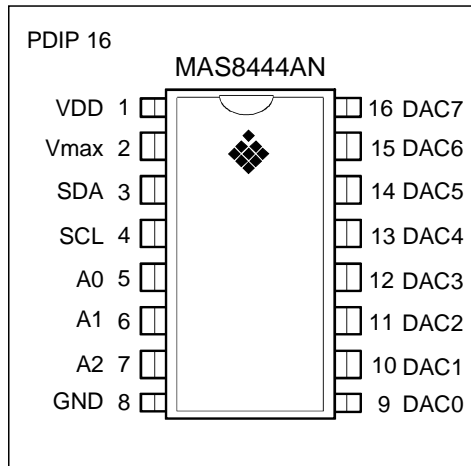 PDIP 16
MAS8444AN
VDD 1 16 DAC7
Vmax 2 15 DAC6
SDA 3 14 DAC5
SCL 4 13 DAC4
A0 5 12 DAC3
A1 6 11 DAC2
A2 7 10 DAC1
GND 8 9 DAC0